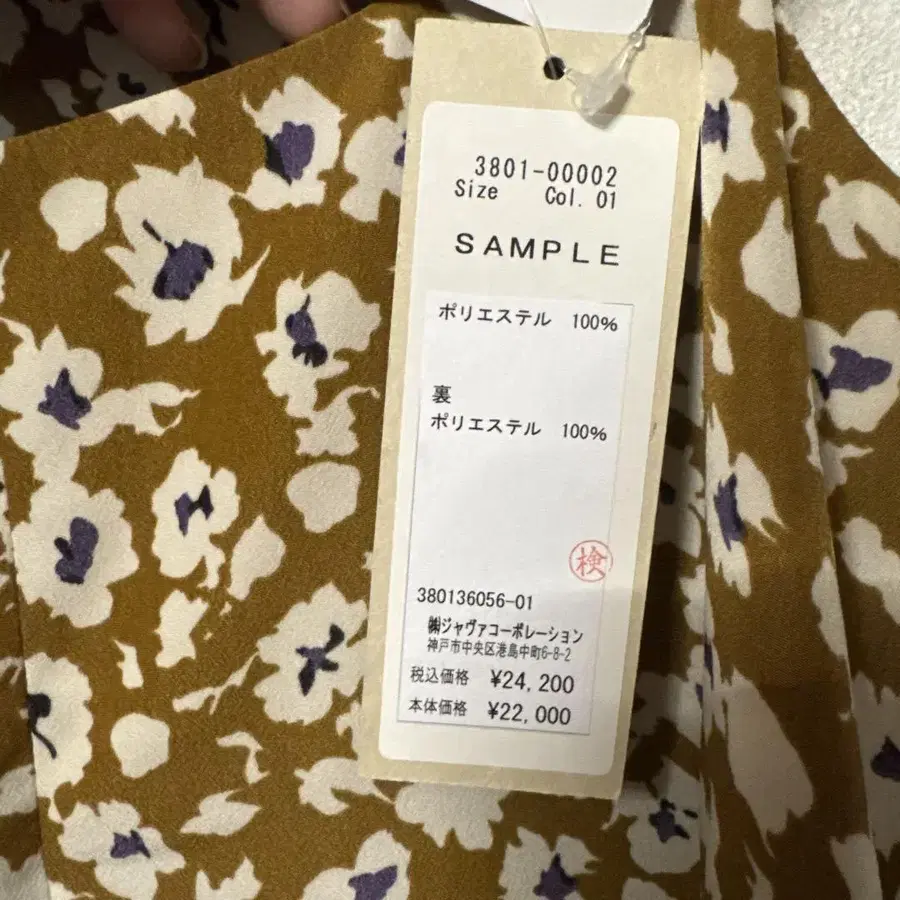 3801-00002
Size Col. 01
SAMPLE
ポリエステル 100%
裏
ポリエステル 100%
検
380136056-01
㈱ジャヴァコーポレーション
神戸市中央区港島中町6-8-2
税込価格 ¥24,200
本体価格 ¥22,000